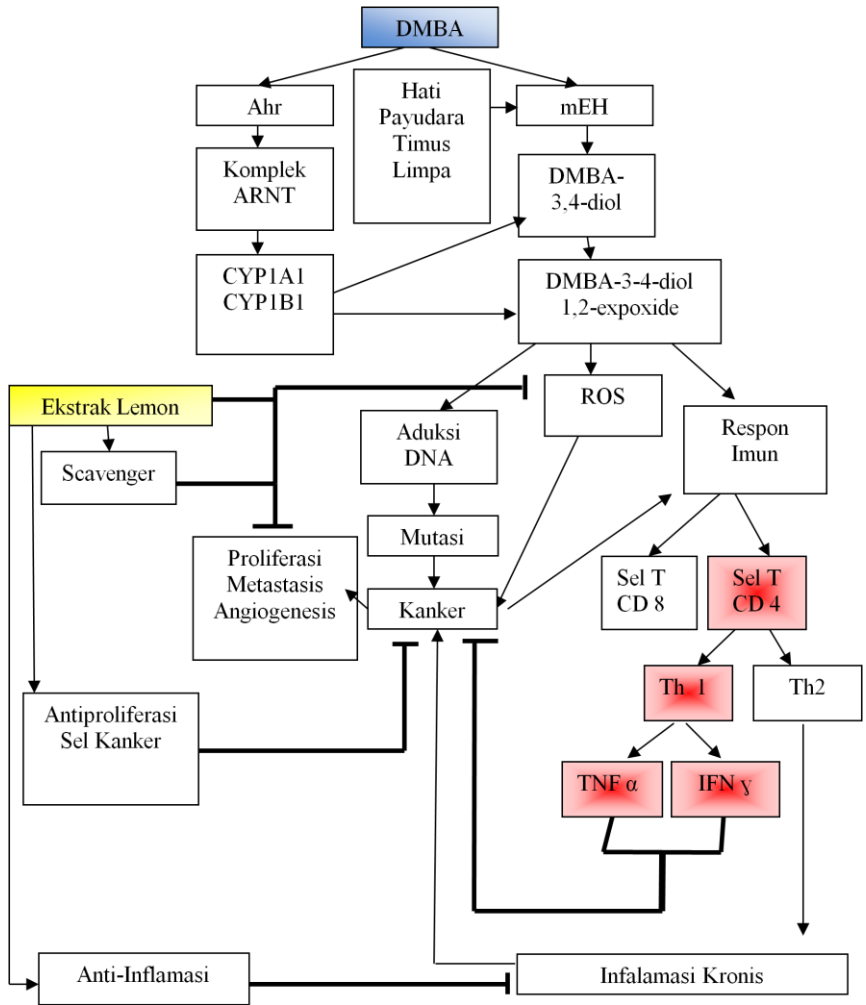 DMBA
Ahr
Hati
Payudara
Timus
Limpa
mEH
Komplek
ARNT
DMBA-
3,4-diol
CYP1A1
CYP1B1
DMBA-3-4-diol
1,2-expoxide
Ekstrak Lemon
Scavenger
Aduksi
DNA
ROS
Respon
Imun
Mutasi
Proliferasi
Metastasis
Angiogenesis
Kanker
Sel T
CD 8
Sel T
CD 4
Th 1
Th2
Antiproliferasi
Sel Kanker
TNF α
IFN ɣ
Anti-Inflamasi
Infalamasi Kronis